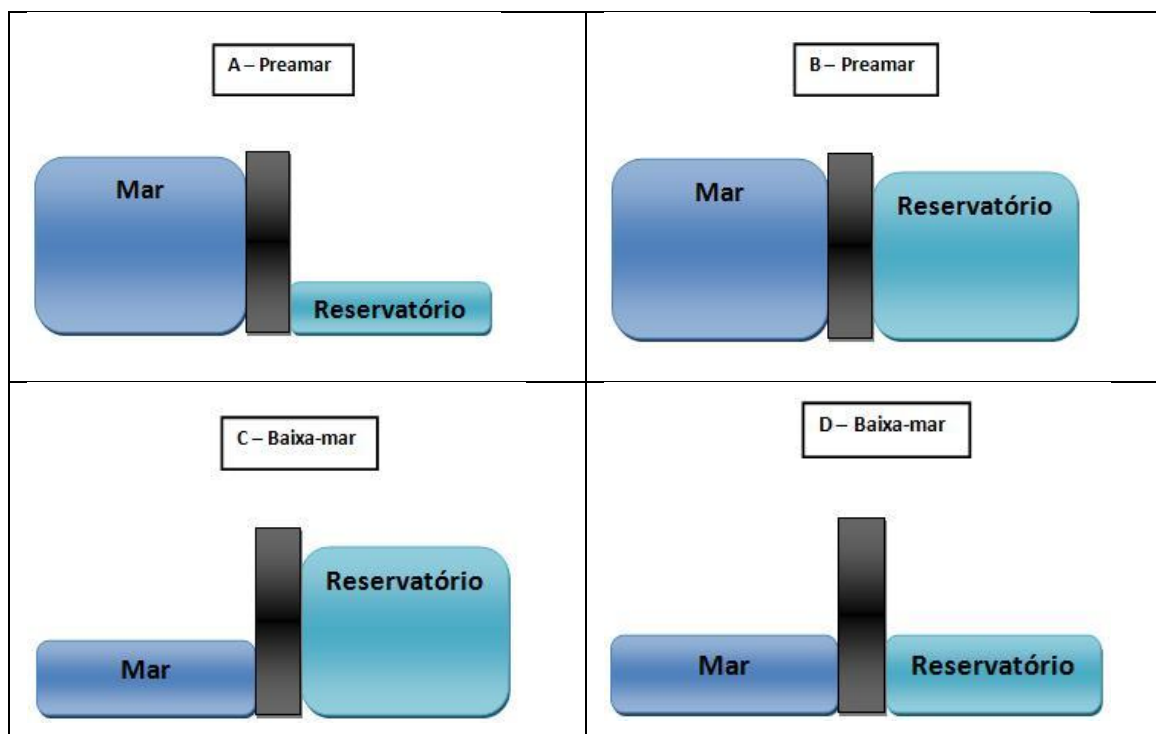 A – Preamar
Mar
Reservatório
B – Preamar
Mar
Reservatório
C – Baixa-mar
Reservatório
Mar
D – Baixa-mar
Mar
Reservatório